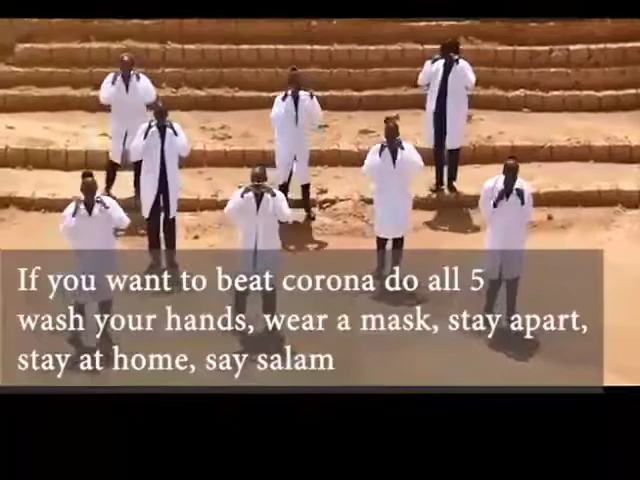 If you want to beat corona do all 5
wash your hands, wear a mask, stay apart,
stay at home, say salam